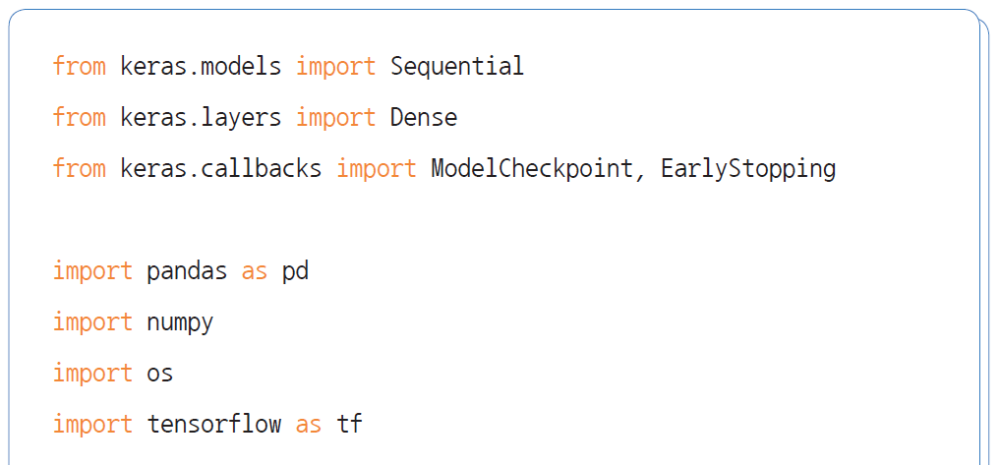 from keras.models import Sequential
from keras.layers import Dense
from keras.callbacks import ModelCheckpoint, EarlyStopping
import pandas as pd
import numpy
import os
import tensorflow as tf